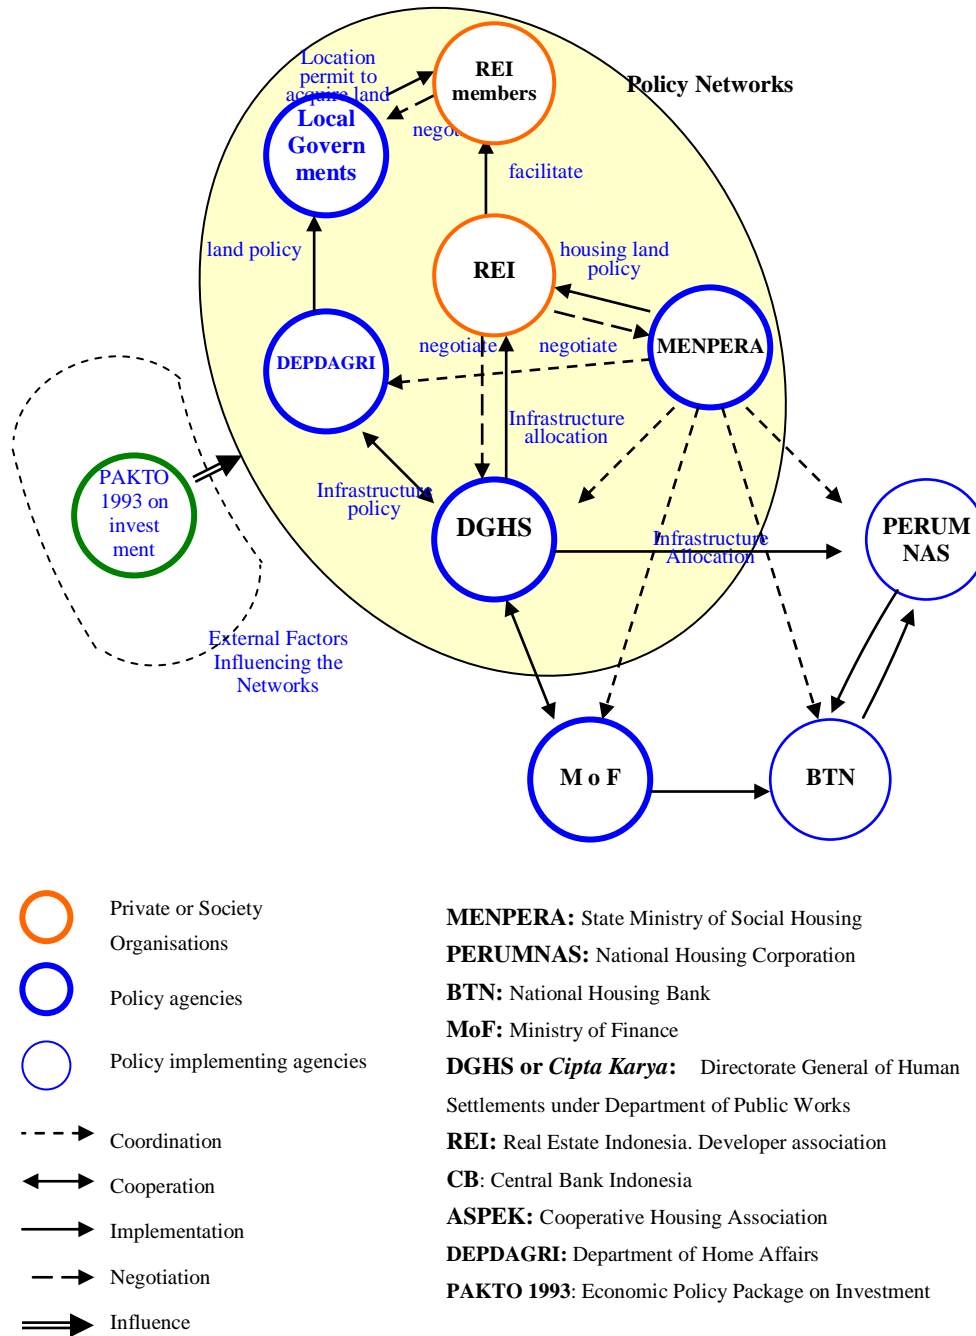 Location
permit to
acquire land
REI
members
Policy Networks
Local
Govern
ments
facilitate
land policy
REI
housing land
policy
MENPERA
DEPDAGRI
negotiate
negotiate
Infrastructure
allocation
PAKTO
1993 on
invest
ment
Infrastructure
policy
DGHS
Infrastructure
Allocation
PERUM
NAS
External Factors
Influencing the
Networks
M o F
BTN
Private or Society
Organisations
Policy agencies
Policy implementing agencies
Coordination
Cooperation
Implementation
Negotiation
Influence
MENPERA: State Ministry of Social Housing
PERUMNAS: National Housing Corporation
BTN: National Housing Bank
MoF: Ministry of Finance
DGHS or Cipta Karya: Directorate General of Human
Settlements under Department of Public Works
REI: Real Estate Indonesia. Developer association
CB: Central Bank Indonesia
ASPEK: Cooperative Housing Association
DEPDAGRI: Department of Home Affairs
PAKTO 1993: Economic Policy Package on Investment